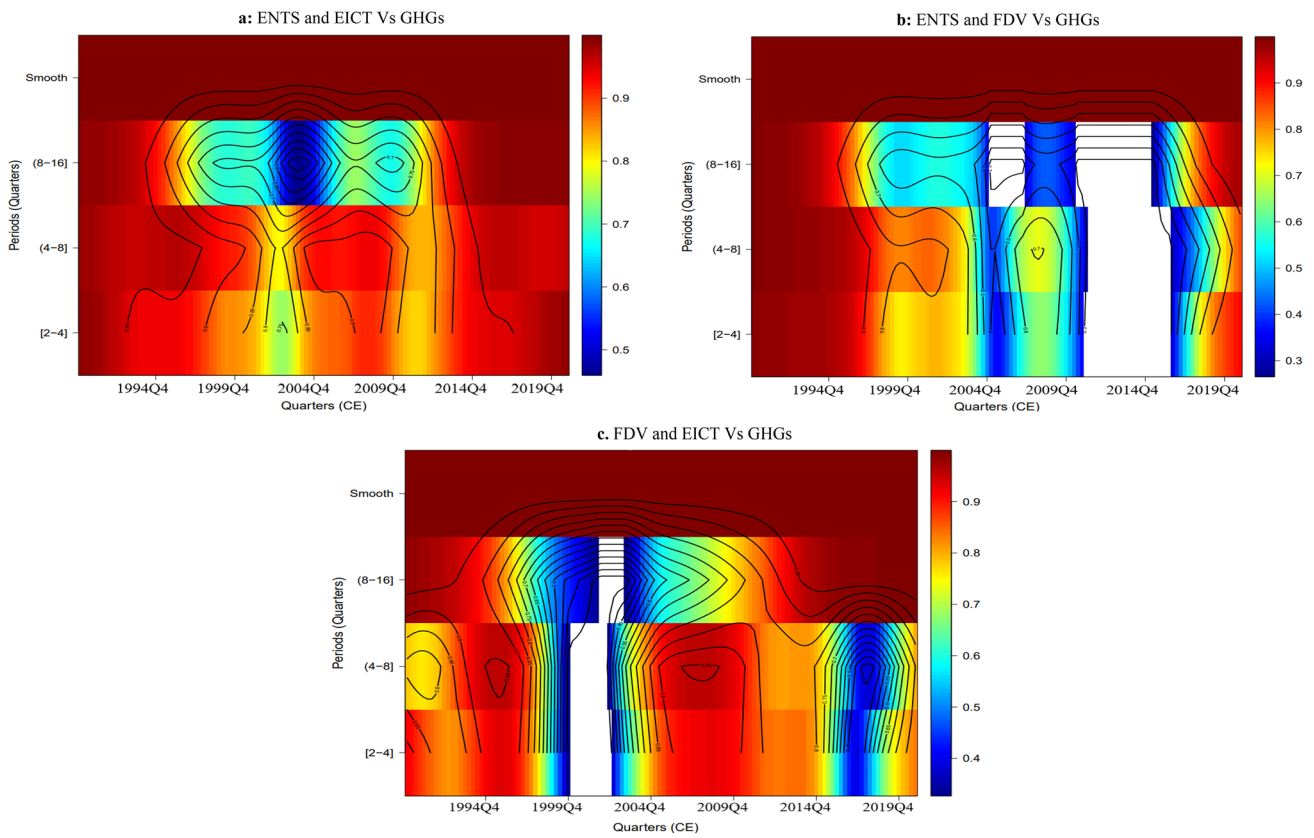 a: ENTS and EICT Vs GHGs
Periods (Quarters)
Smooth
(8–16]
(4–8]
[2–4]
1994Q4 1999Q4 2004Q4 2009Q4 2014Q4 2019Q4
Quarters (CE)
0.9
0.8
0.7
0.6
0.5
b: ENTS and FDV Vs GHGs
Periods (Quarters)
Smooth
(8–16]
(4–8]
[2–4]
1994Q4 1999Q4 2004Q4 2009Q4 2014Q4 2019Q4
Quarters (CE)
0.9
0.8
0.7
0.6
0.5
0.4
0.3
c. FDV and EICT Vs GHGs
Periods (Quarters)
Smooth
(8–16]
(4–8]
[2–4]
1994Q4 1999Q4 2004Q4 2009Q4 2014Q4 2019Q4
Quarters (CE)
0.9
0.8
0.7
0.6
0.5
0.4